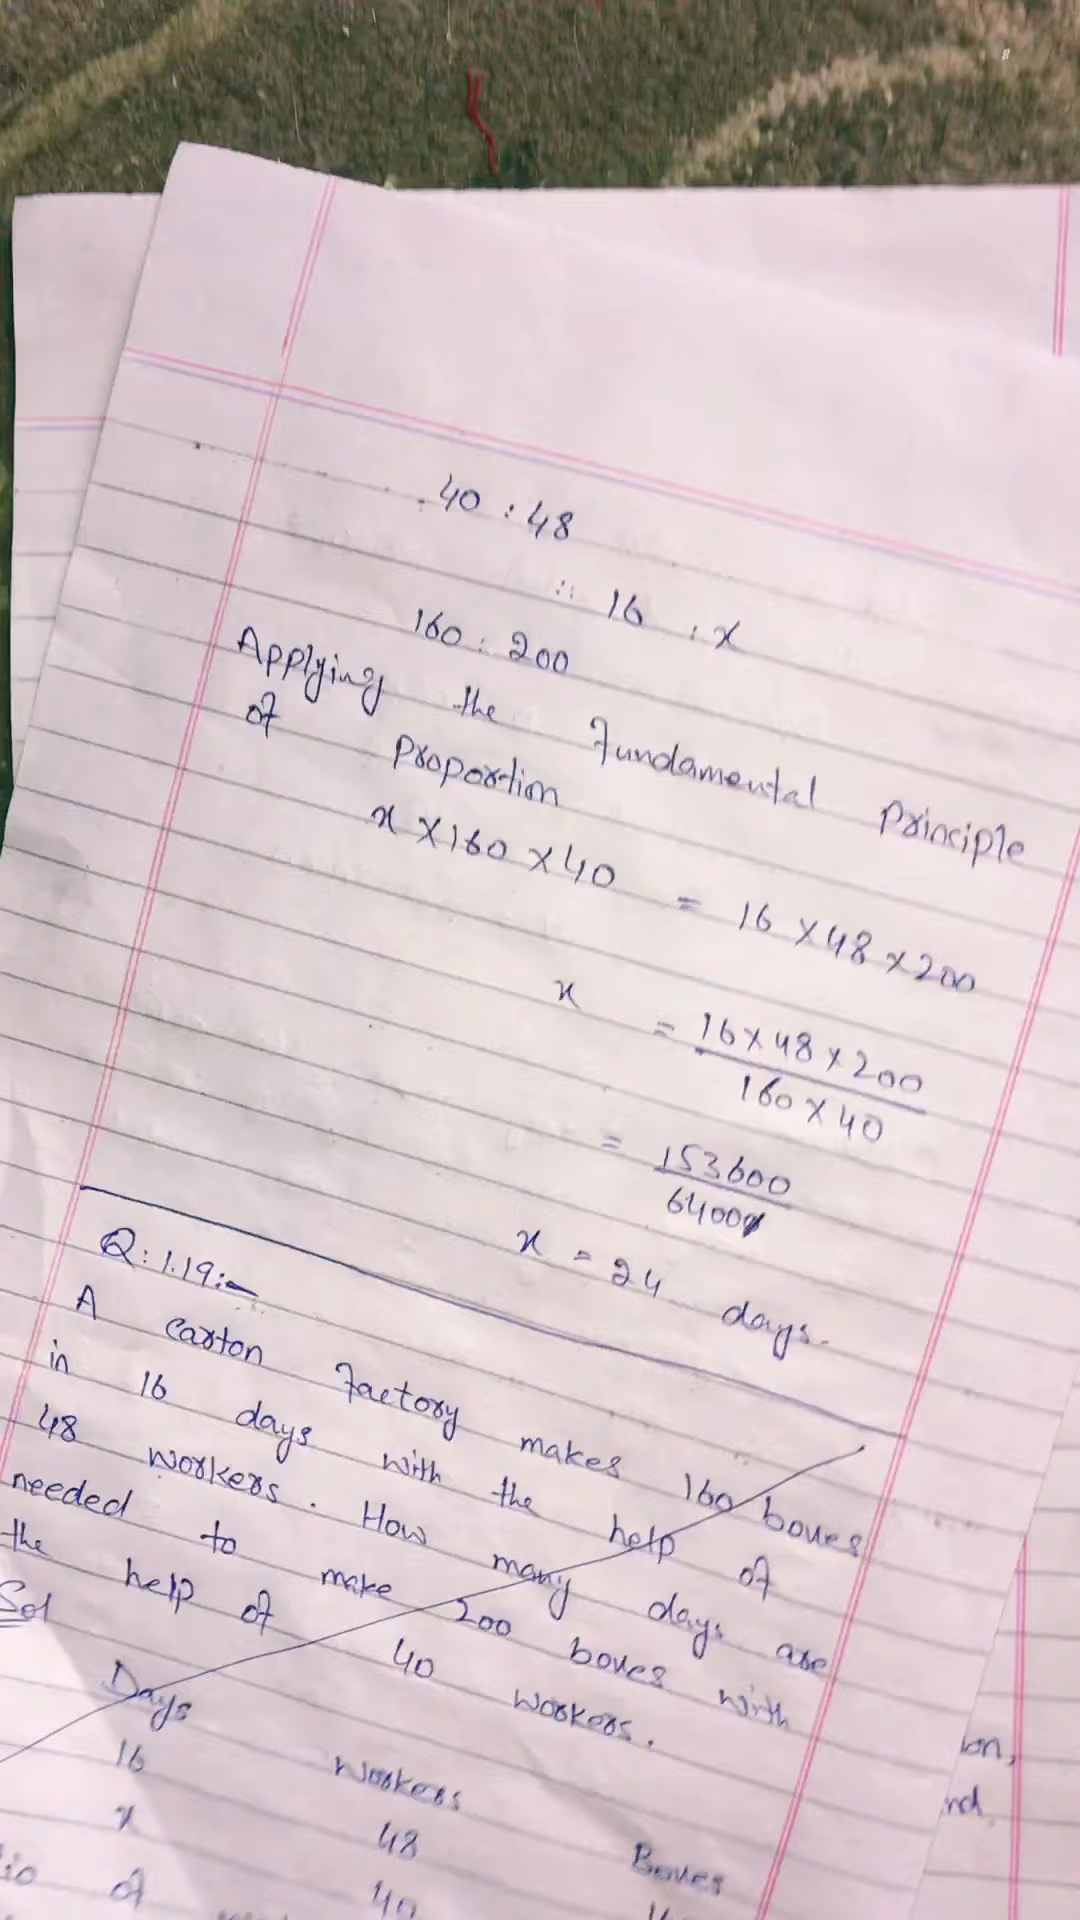 40 : 48
:: 16 : x
160 : 200
Applying the Fundamental Principle
of Proportion
x × 160 × 40 = 16 × 48 × 200
x = 16 × 48 × 200
160 × 40
= 153600
6400
x = 24 days.
Q: 1.19:-
A Carton Factory makes 160 boxes
in 16 days with the help of
48 workers. How many days are
needed to make 200 boxes with
the help of 40 workers.
Sol
Days Workers Boxes
16 48
x 40
of